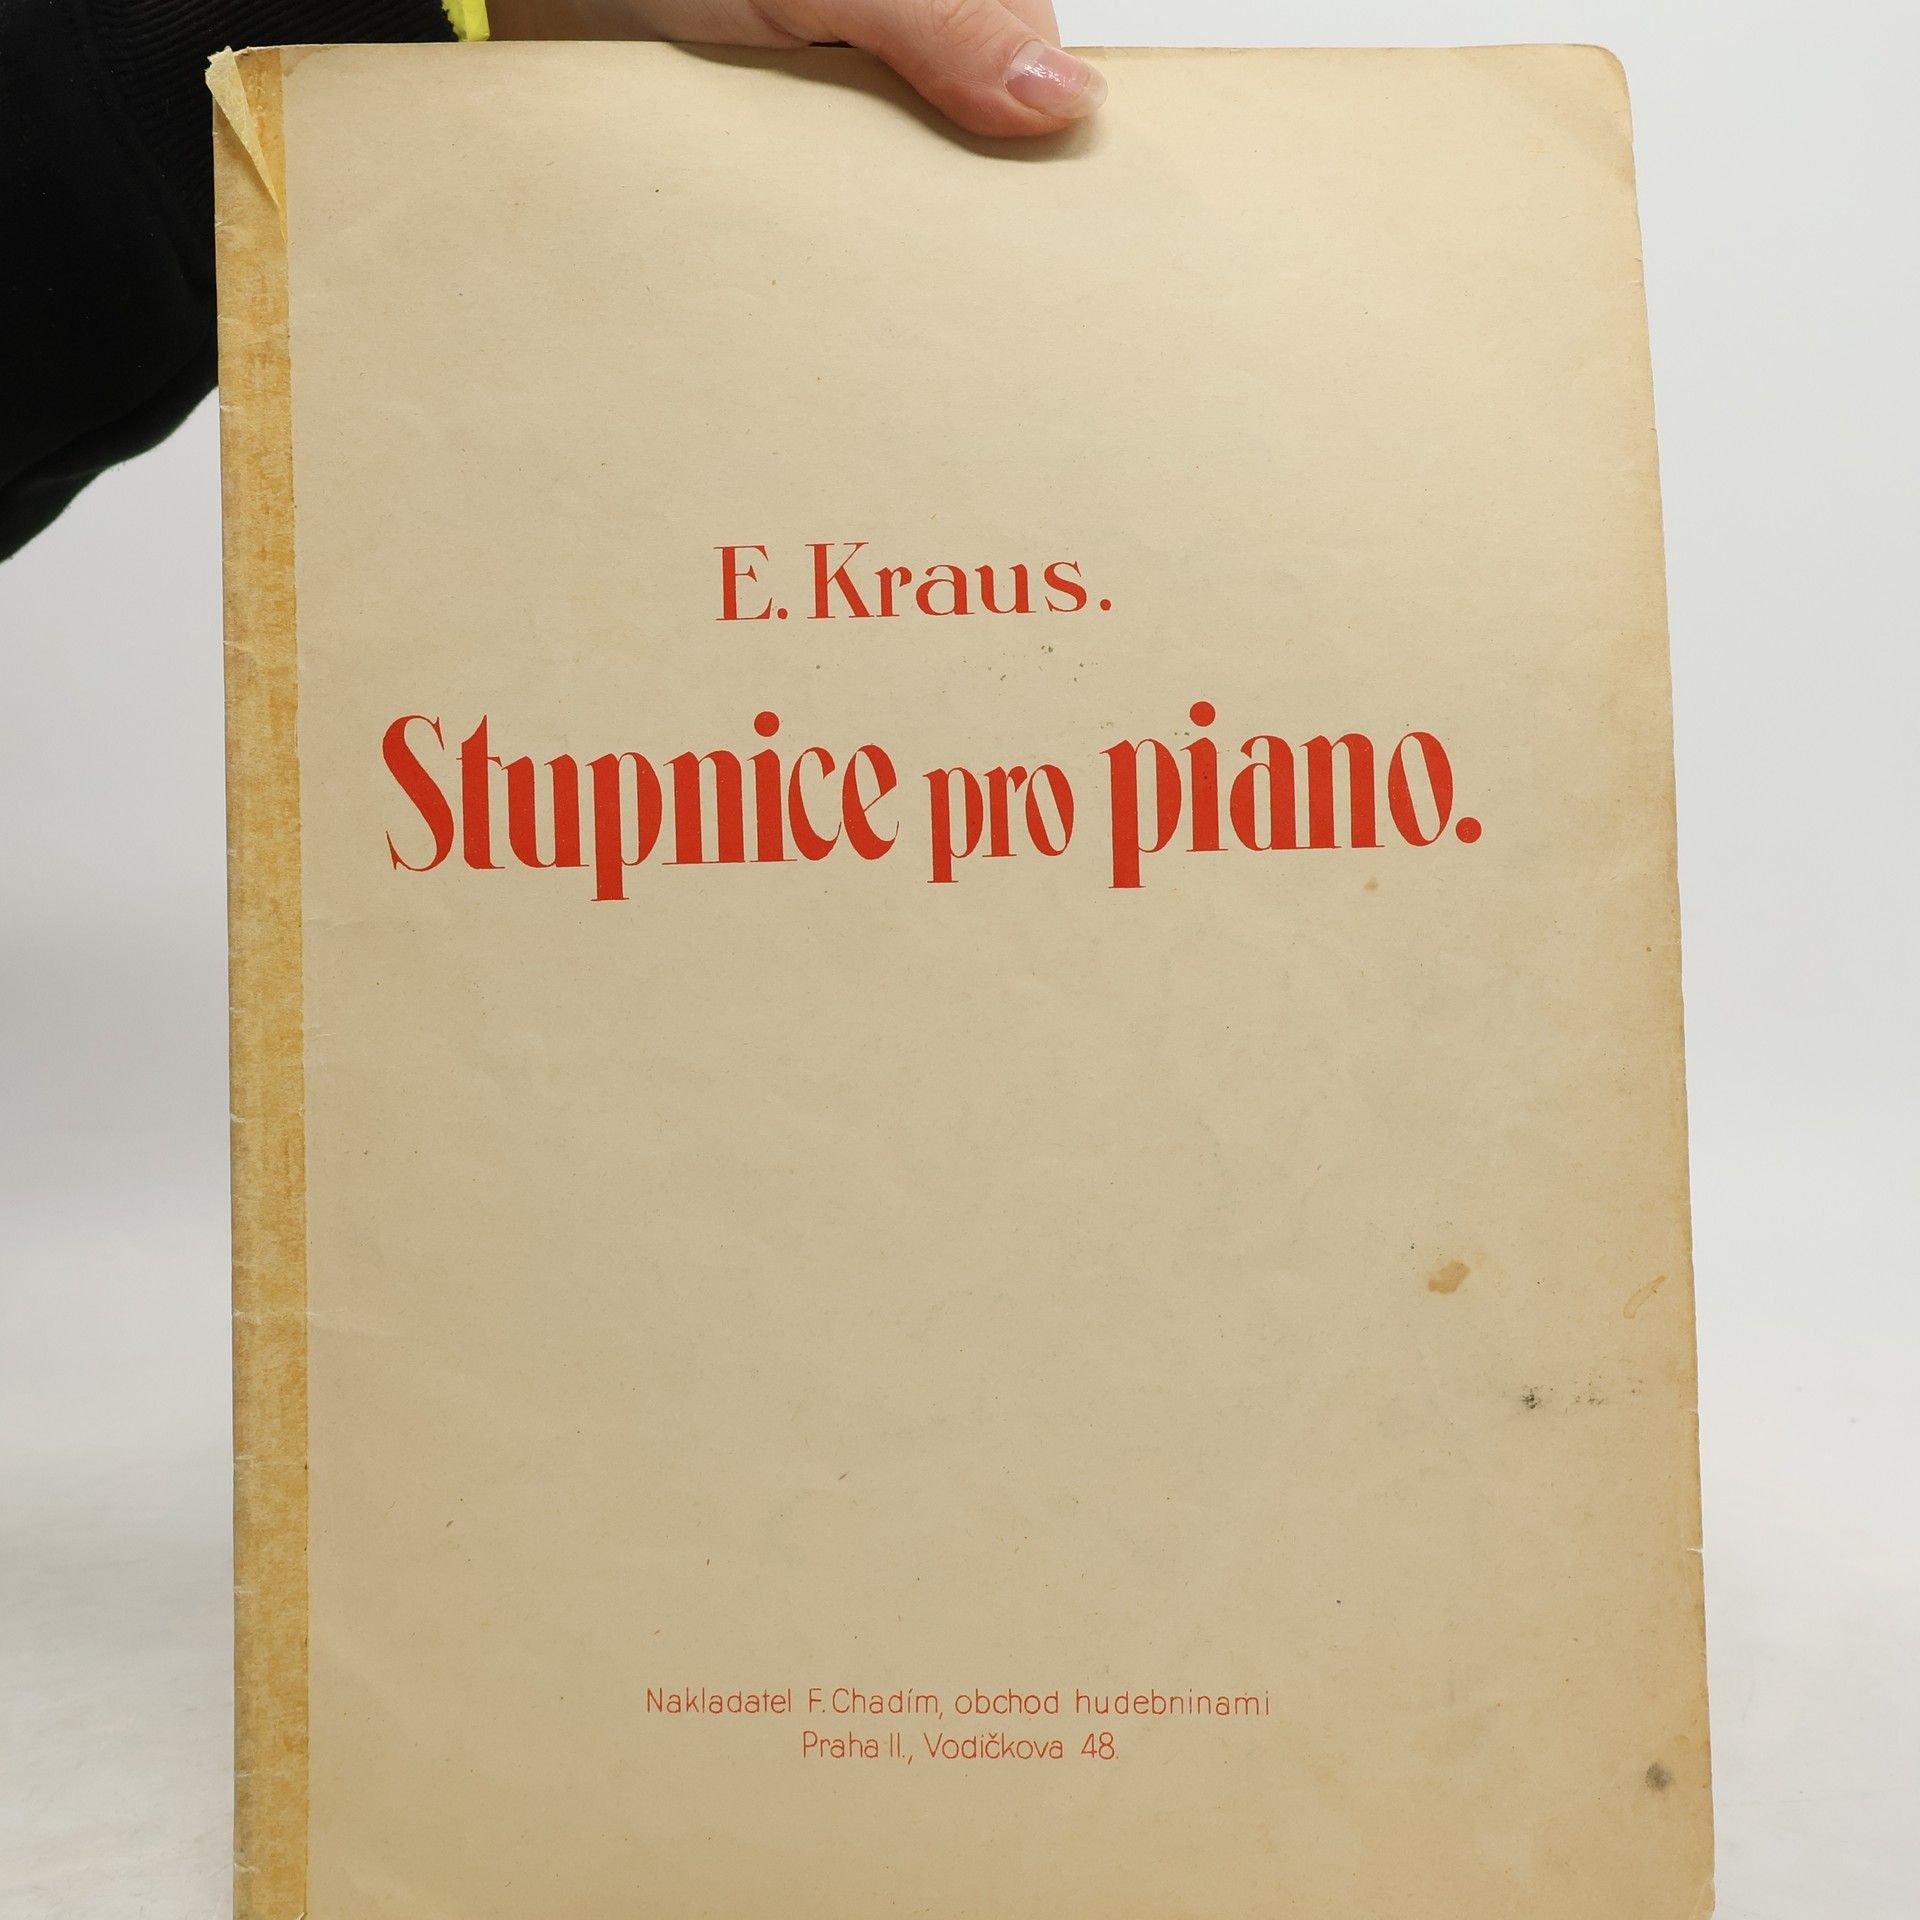 E. Kraus.
Stupnice pro piano.
Nakladatel F. Chadím, obchod hudebninami
Praha II., Vodičkova 48.